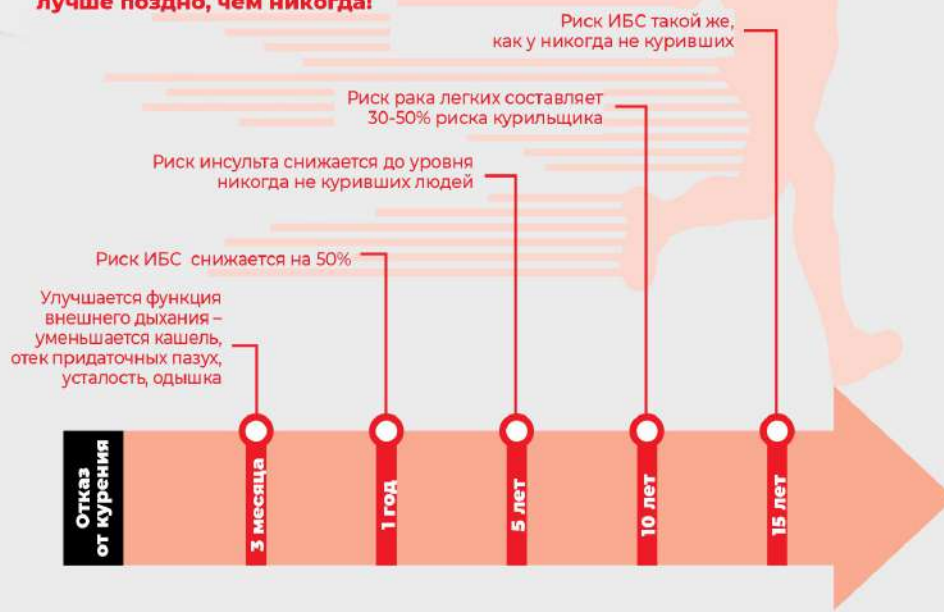 лучше поздно, чем никогда!
Риск ИБС такой же,
как у никогда не куривших
Риск рака легких составляет
30-50% риска курильщика
Риск инсульта снижается до уровня
никогда не куривших людей
Риск ИБС снижается на 50%
Улучшается функция
внешнего дыхания –
уменьшается кашель,
отек придаточных пазух,
усталость, одышка
Отказ
от курения
3 месяца
1 год
5 лет
10 лет
15 лет